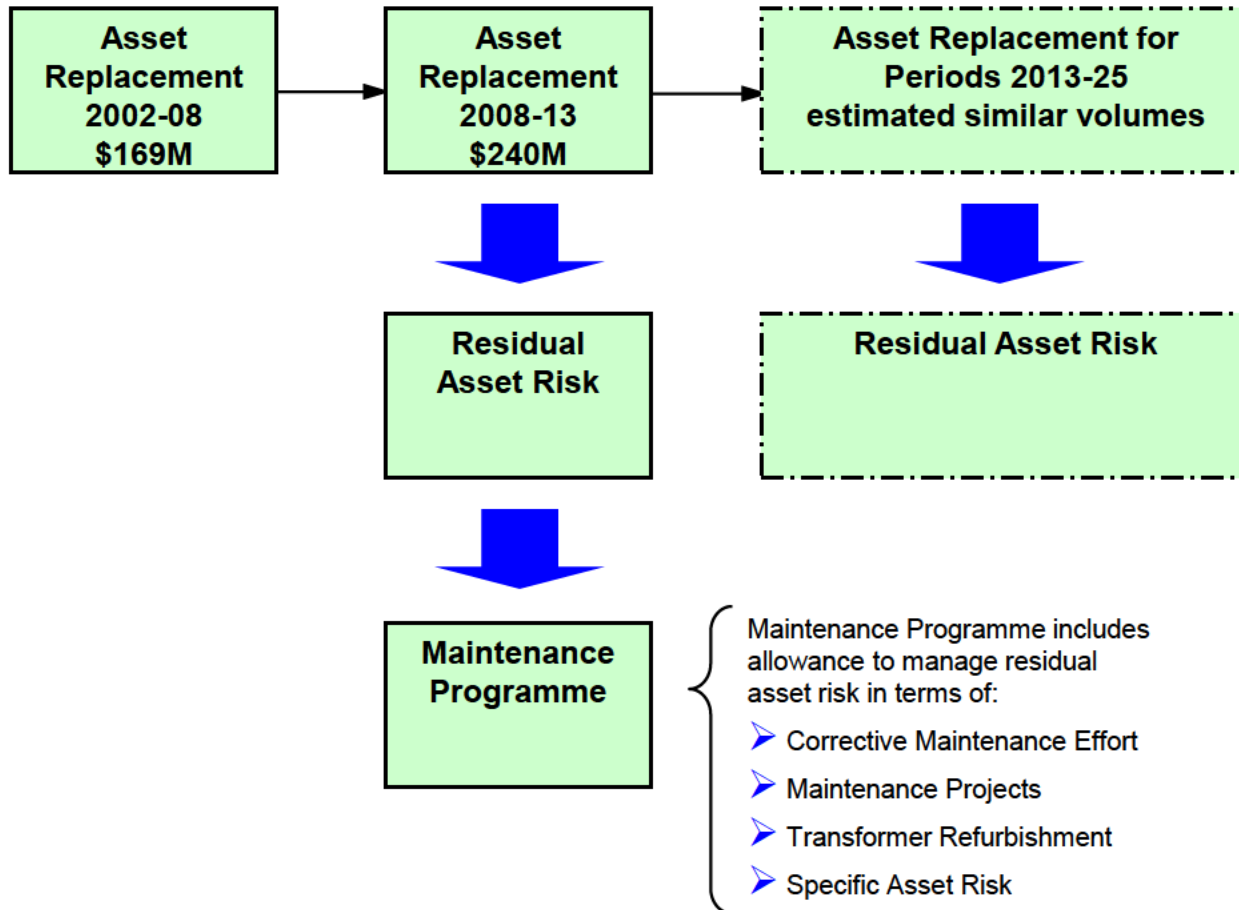 Asset
Replacement
2002-08
$169M
Asset
Replacement
2008-13
$240M
Asset Replacement for
Periods 2013-25
estimated similar volumes
Residual
Asset Risk
Residual Asset Risk
Maintenance
Programme
Maintenance Programme includes
allowance to manage residual
asset risk in terms of:
Corrective Maintenance Effort
Maintenance Projects
Transformer Refurbishment
Specific Asset Risk